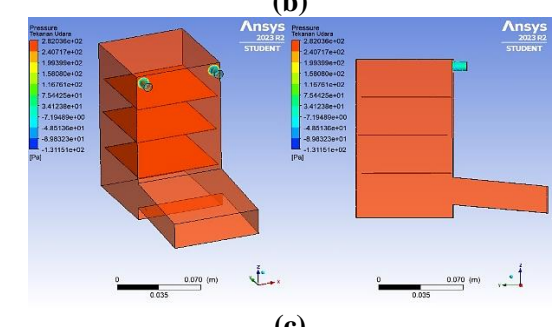 (b)
Pressure
Tekanan Udara
2.82036e+02
2.40717e+02
1.99399e+02
1.58080e+02
1.16761e+02
7.54425e+01
3.41238e+01
-7.19489e+00
-4.85136e+01
-8.98323e+01
-1.31151e+02
[Pa]
Ansys
2023 R2
STUDENT
0 0.070 (m)
0.035
Z
X
Pressure
Tekanan Udara
2.82036e+02
2.40717e+02
1.99399e+02
1.58080e+02
1.16761e+02
7.54425e+01
3.41238e+01
-7.19489e+00
-4.85136e+01
-8.98323e+01
-1.31151e+02
[Pa]
Ansys
2023 R2
STUDENT
0 0.070 (m)
0.035
Z
Y
(c)